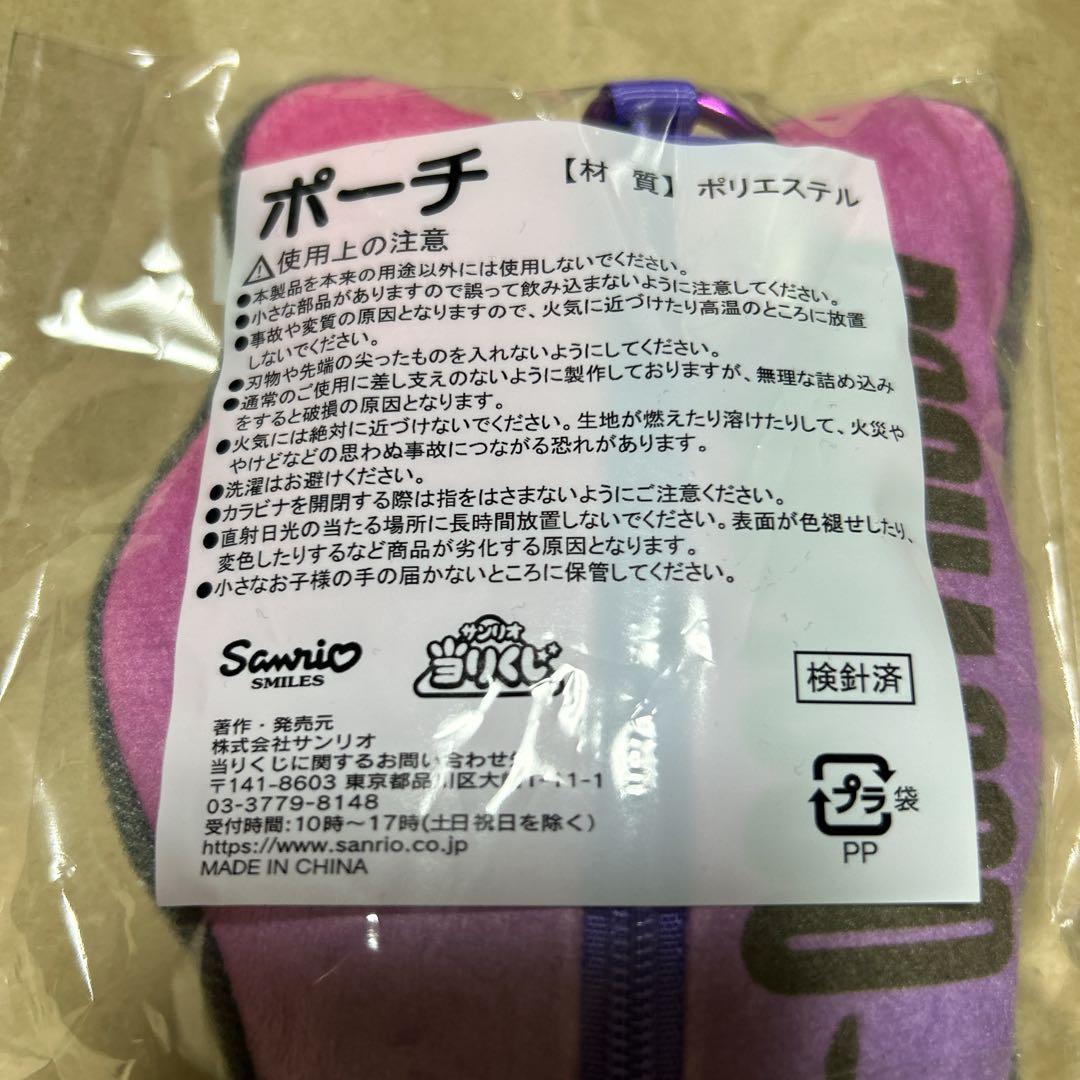 ポーチ
【材 質】 ポリエステル
⚠使用上の注意
●本製品を本来の用途以外には使用しないでください。
●小さな部品がありますので誤って飲み込まないように注意してください。
●事故や変質の原因となりますので、火気に近づけたり高温のところに放置
しないでください。
●刃物や先端の尖ったものを入れないようにしてください。
●通常のご使用に差し支えのないように製作しておりますが、無理な詰め込み
をすると破損の原因となります。
●火気には絶対に近づけないでください。生地が燃えたり溶けたりして、火災や
やけどなどの思わぬ事故につながる恐れがあります。
●洗濯はお避けください。
●カラビナを開閉する際は指をはさまないようにご注意ください。
●直射日光の当たる場所に長時間放置しないでください。表面が色褪せしたり、
変色したりするなど商品が劣化する原因となります。
●小さなお子様の手の届かないところに保管してください。
Sanrio
SMILES
サンリオ
当りくじ
検針済
著作・発売元
株式会社サンリオ
当りくじに関するお問い合わせ
〒141-8603 東京都品川区大 1-11-1
03-3779-8148
受付時間:10時～17時(土日祝日を除く)
https://www.sanrio.co.jp
MADE IN CHINA
プラ
袋
PP